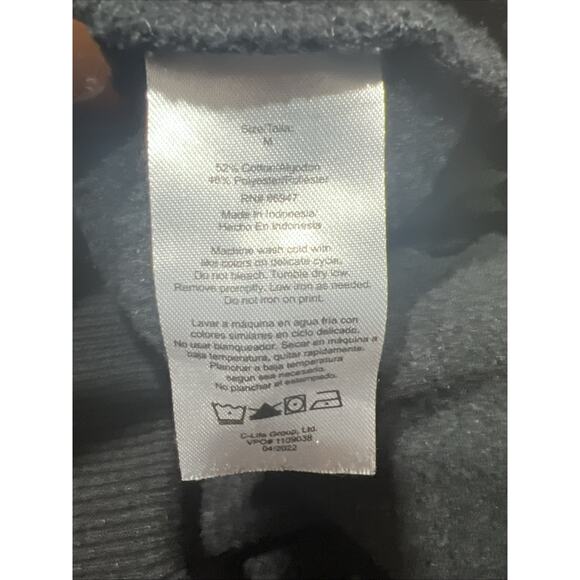 Size/Talla:
M
52% Cotton/Algodon
48% Polyester/Poliéster
RN# 86947
Made In Indonesia
Hecho En Indonesia
Machine wash cold with
like colors on delicate cycle.
Do not bleach. Tumble dry low.
Remove promptly. Low iron as needed.
Do not iron on print.
Lavar a máquina en agua fria con
colores similares en ciclo delicado.
No usar blanqueador. Secar en máquina a
baja temperatura, quitar rapidamente.
Planchar a baja temperatura
segun sea necesario.
No planchar el estampado.
C-Life Group, Ltd.
VPO# 1109038
04/2022